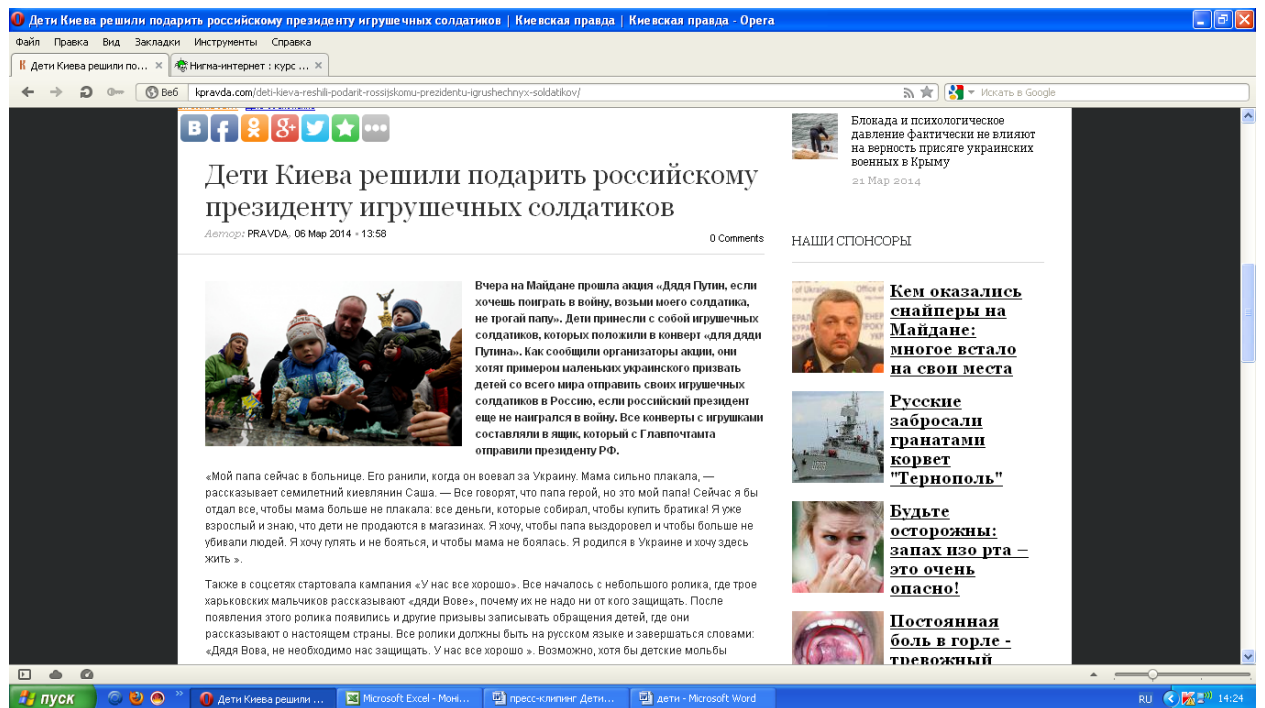 Дети Киева решили подарить российскому президенту игрушечных солдатиков | Киевская правда | Киевская правда - Opera
Файл Правка Вид Закладки Инструменты Справка
Дети Киева решили по... Нигма-интернет : курс ...
Веб kpravda.com/deti-kieva-reshili-podarit-rossijskomu-prezidentu-igrushechnyx-soldatikov/ Искать в Google
Дети Киева решили подарить российскому
президенту игрушечных солдатиков
Автор: PRAVDA, 06 Мар 2014 - 13:58
0 Comments
Вчера на Майдане прошла акция «Дядя Путин, если
хочешь поиграть в войну, возьми моего солдатика,
не трогай папу». Дети принесли с собой игрушечных
солдатиков, которых положили в конверт «для дяди
Путина». Как сообщили организаторы акции, они
хотят примером маленьких украинского призвать
детей со всего мира отправить своих игрушечных
солдатиков в Россию, если российский президент
еще не наигрался в войну. Все конверты с игрушками
составляли в ящик, который с Главпочтамта
отправили президенту РФ.
«Мой папа сейчас в больнице. Его ранили, когда он воевал за Украину. Мама сильно плакала, —
рассказывает семилетний киевлянин Саша. — Все говорят, что папа герой, но это мой папа! Сейчас я бы
отдал все, чтобы мама больше не плакала: все деньги, которые собирал, чтобы купить братика! Я уже
взрослый и знаю, что дети не продаются в магазинах. Я хочу, чтобы папа выздоровел и чтобы больше не
убивали людей. Я хочу гулять и не бояться, и чтобы мама не боялась. Я родился в Украине и хочу здесь
жить ».
Также в соцсетях стартовала кампания «У нас все хорошо». Все началось с небольшого ролика, где трое
харьковских мальчиков рассказывают «дяди Вове», почему их не надо ни от кого защищать. После
появления этого ролика появились и другие призывы записывать обращения детей, где они
рассказывают о настоящем страны. Все ролики должны быть на русском языке и завершаться словами:
«Дядя Вова, не необходимо нас защищать. У нас все хорошо ». Возможно, хотя бы детские мольбы
Блокада и психологическое
давление фактически не влияют
на верность присяге украинских
военных в Крыму
21 Мар 2014
НАШИ СПОНСОРЫ
Кем оказались
снайперы на
Майдане:
многое встало
на свои места
Русские
забросали
гранатами
корвет
"Тернополь"
Будьте
осторожны:
запах изо рта –
это очень
опасно!
Постоянная
боль в горле -
тревожный
пуск Дети Киева решили ... Microsoft Excel - Моні... пресс-клипинг Дети... дети - Microsoft Word RU 14:24